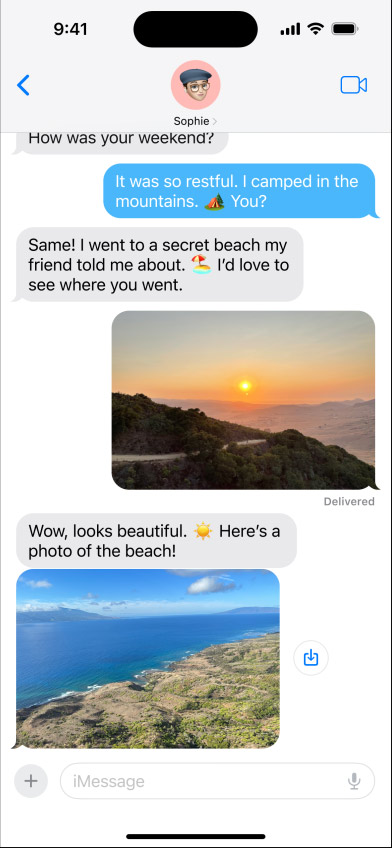 9:41
Sophie
How was your weekend?
It was so restful. I camped in the
mountains. 🏕️ You?
Same! I went to a secret beach my
friend told me about. 🏖️ I’d love to
see where you went.
Delivered
Wow, looks beautiful. ☀️ Here’s a
photo of the beach!
iMessage